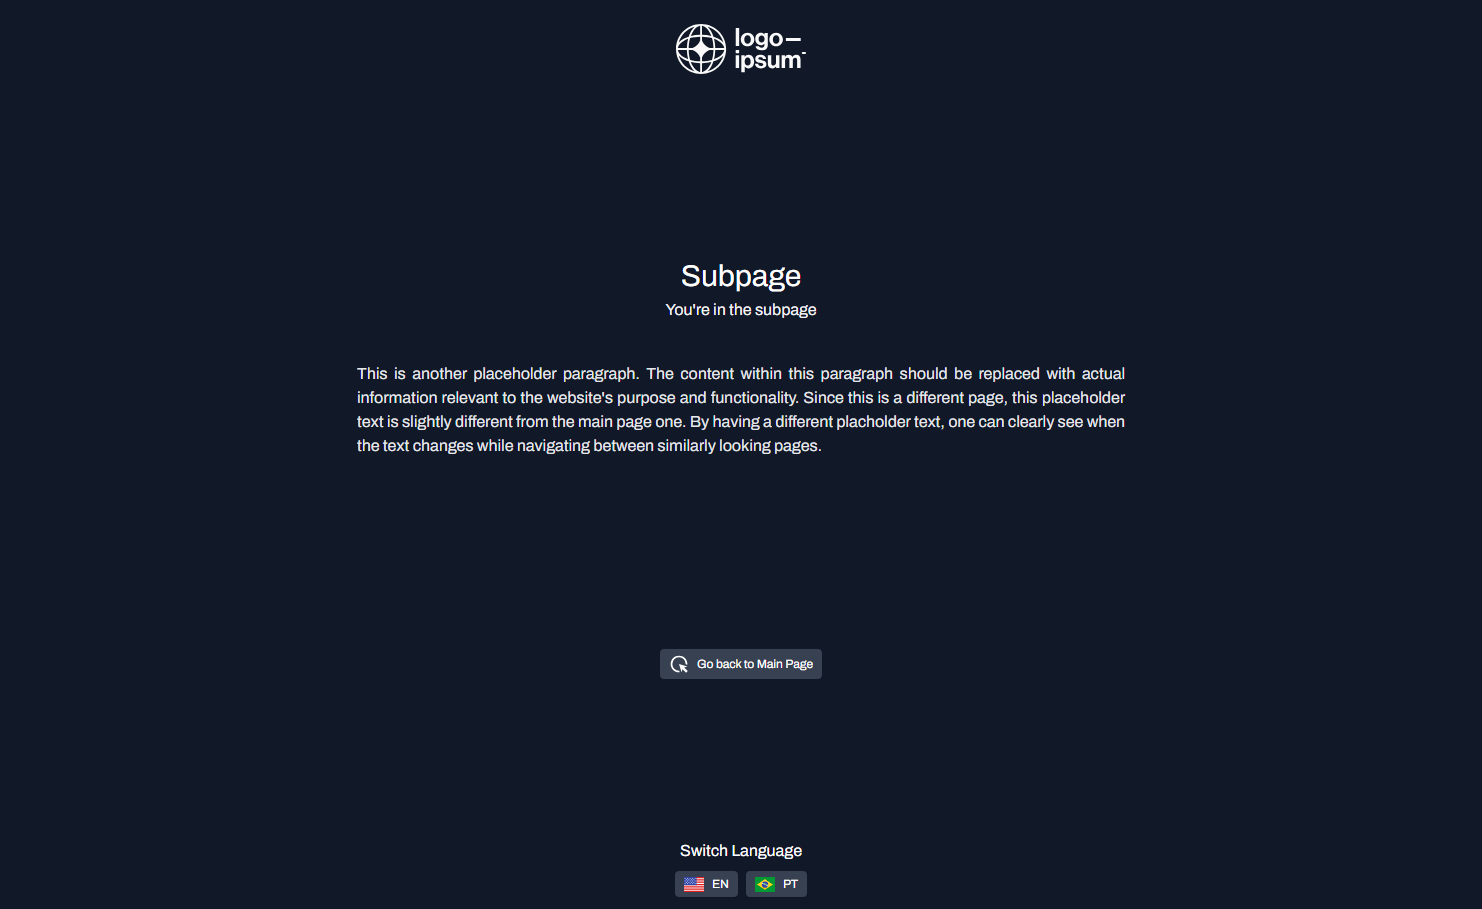 logo
ipsum
Subpage
You're in the subpage
This is another placeholder paragraph. The content within this paragraph should be replaced with actual
information relevant to the website's purpose and functionality. Since this is a different page, this placeholder
text is slightly different from the main page one. By having a different placholder text, one can clearly see when
the text changes while navigating between similarly looking pages.
Go back to Main Page
Switch Language
EN PT